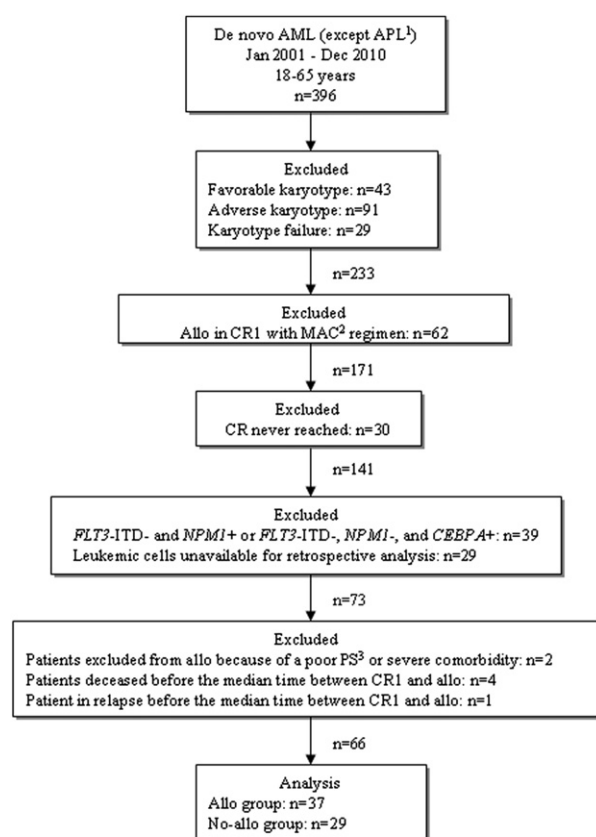 De novo AML (except APL¹)
Jan 2001 - Dec 2010
18-65 years
n=396
Excluded
Favorable karyotype: n=43
Adverse karyotype: n=91
Karyotype failure: n=29
n=233
Excluded
Allo in CR1 with MAC² regimen: n=62
n=171
Excluded
CR never reached: n=30
n=141
Excluded
FLT3-ITD- and NPM1+ or FLT3-ITD-, NPM1-, and CEBPA+: n=39
Leukemic cells unavailable for retrospective analysis: n=29
n=73
Excluded
Patients excluded from allo because of a poor PS³ or severe comorbidity: n=2
Patients deceased before the median time between CR1 and allo: n=4
Patient in relapse before the median time between CR1 and allo: n=1
n=66
Analysis
Allo group: n=37
No-allo group: n=29